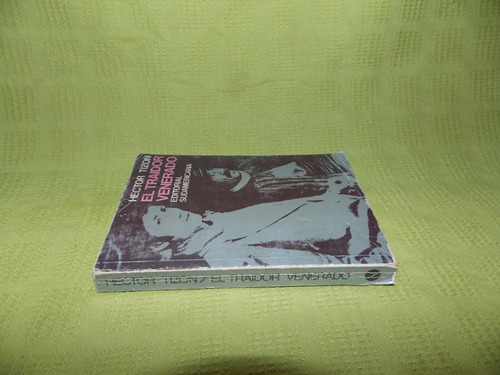 HECTOR TIZON
EL TRAIDOR
VENERADO
EDITORIAL
SUDAMERICANA
HECTOR TIZON / EL TRAIDOR VENERADO